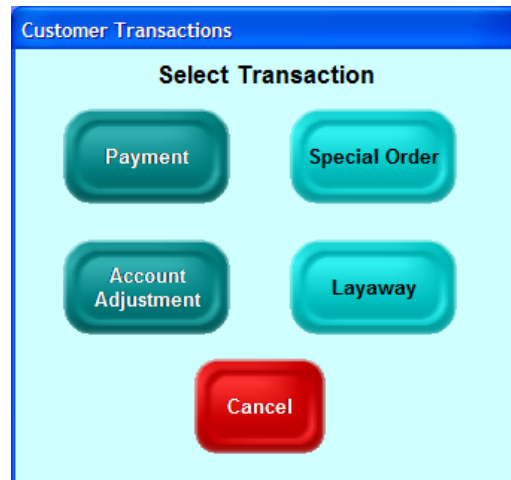 Customer Transactions
Select Transaction
Payment
Special Order
Account
Adjustment
Layaway
Cancel